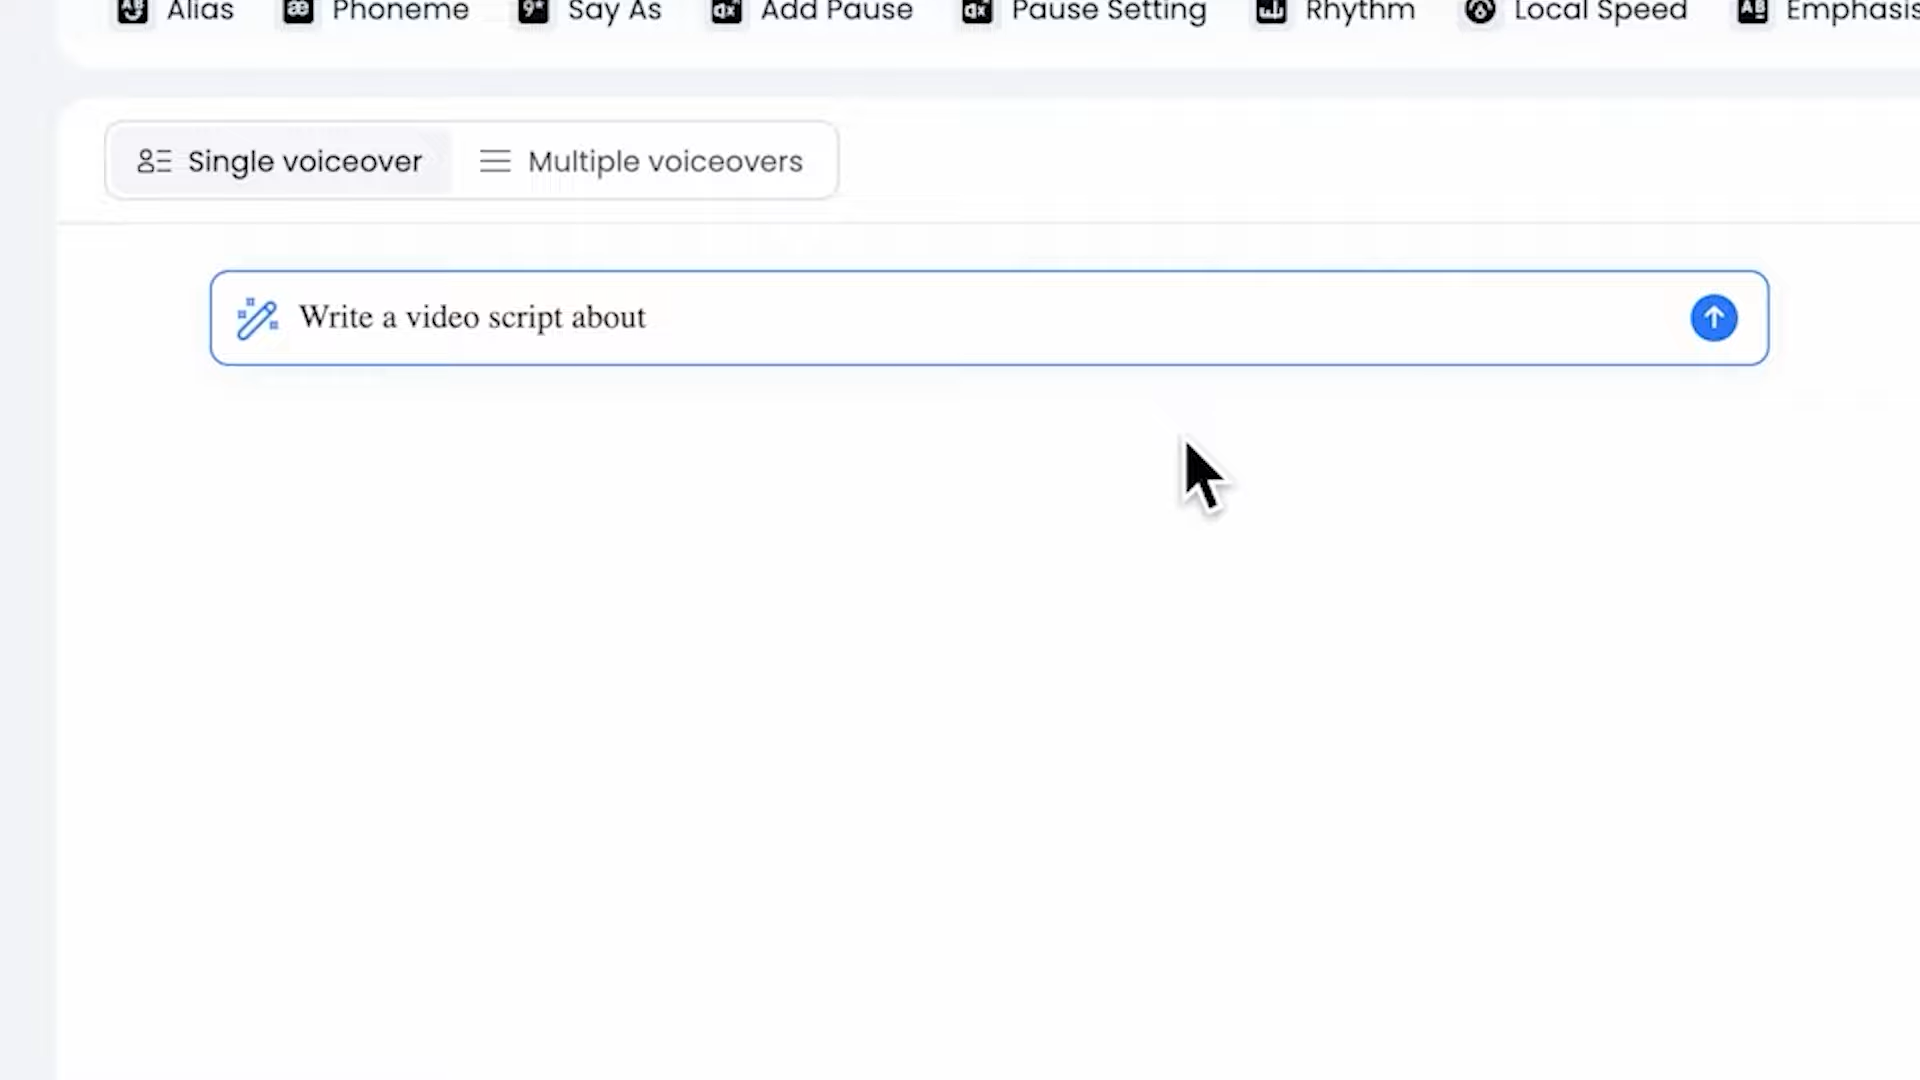 Alias Phoneme Say As Add Pause Pause Setting Rhythm Local Speed Emphasis
Single voiceover Multiple voiceovers
Write a video script about